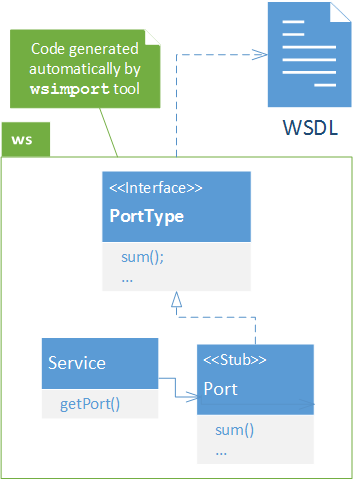 Code generated
automatically by
wsimport tool
WSDL
ws
<<Interface>>
PortType
sum();
...
Service
getPort()
<<Stub>>
Port
sum()
...